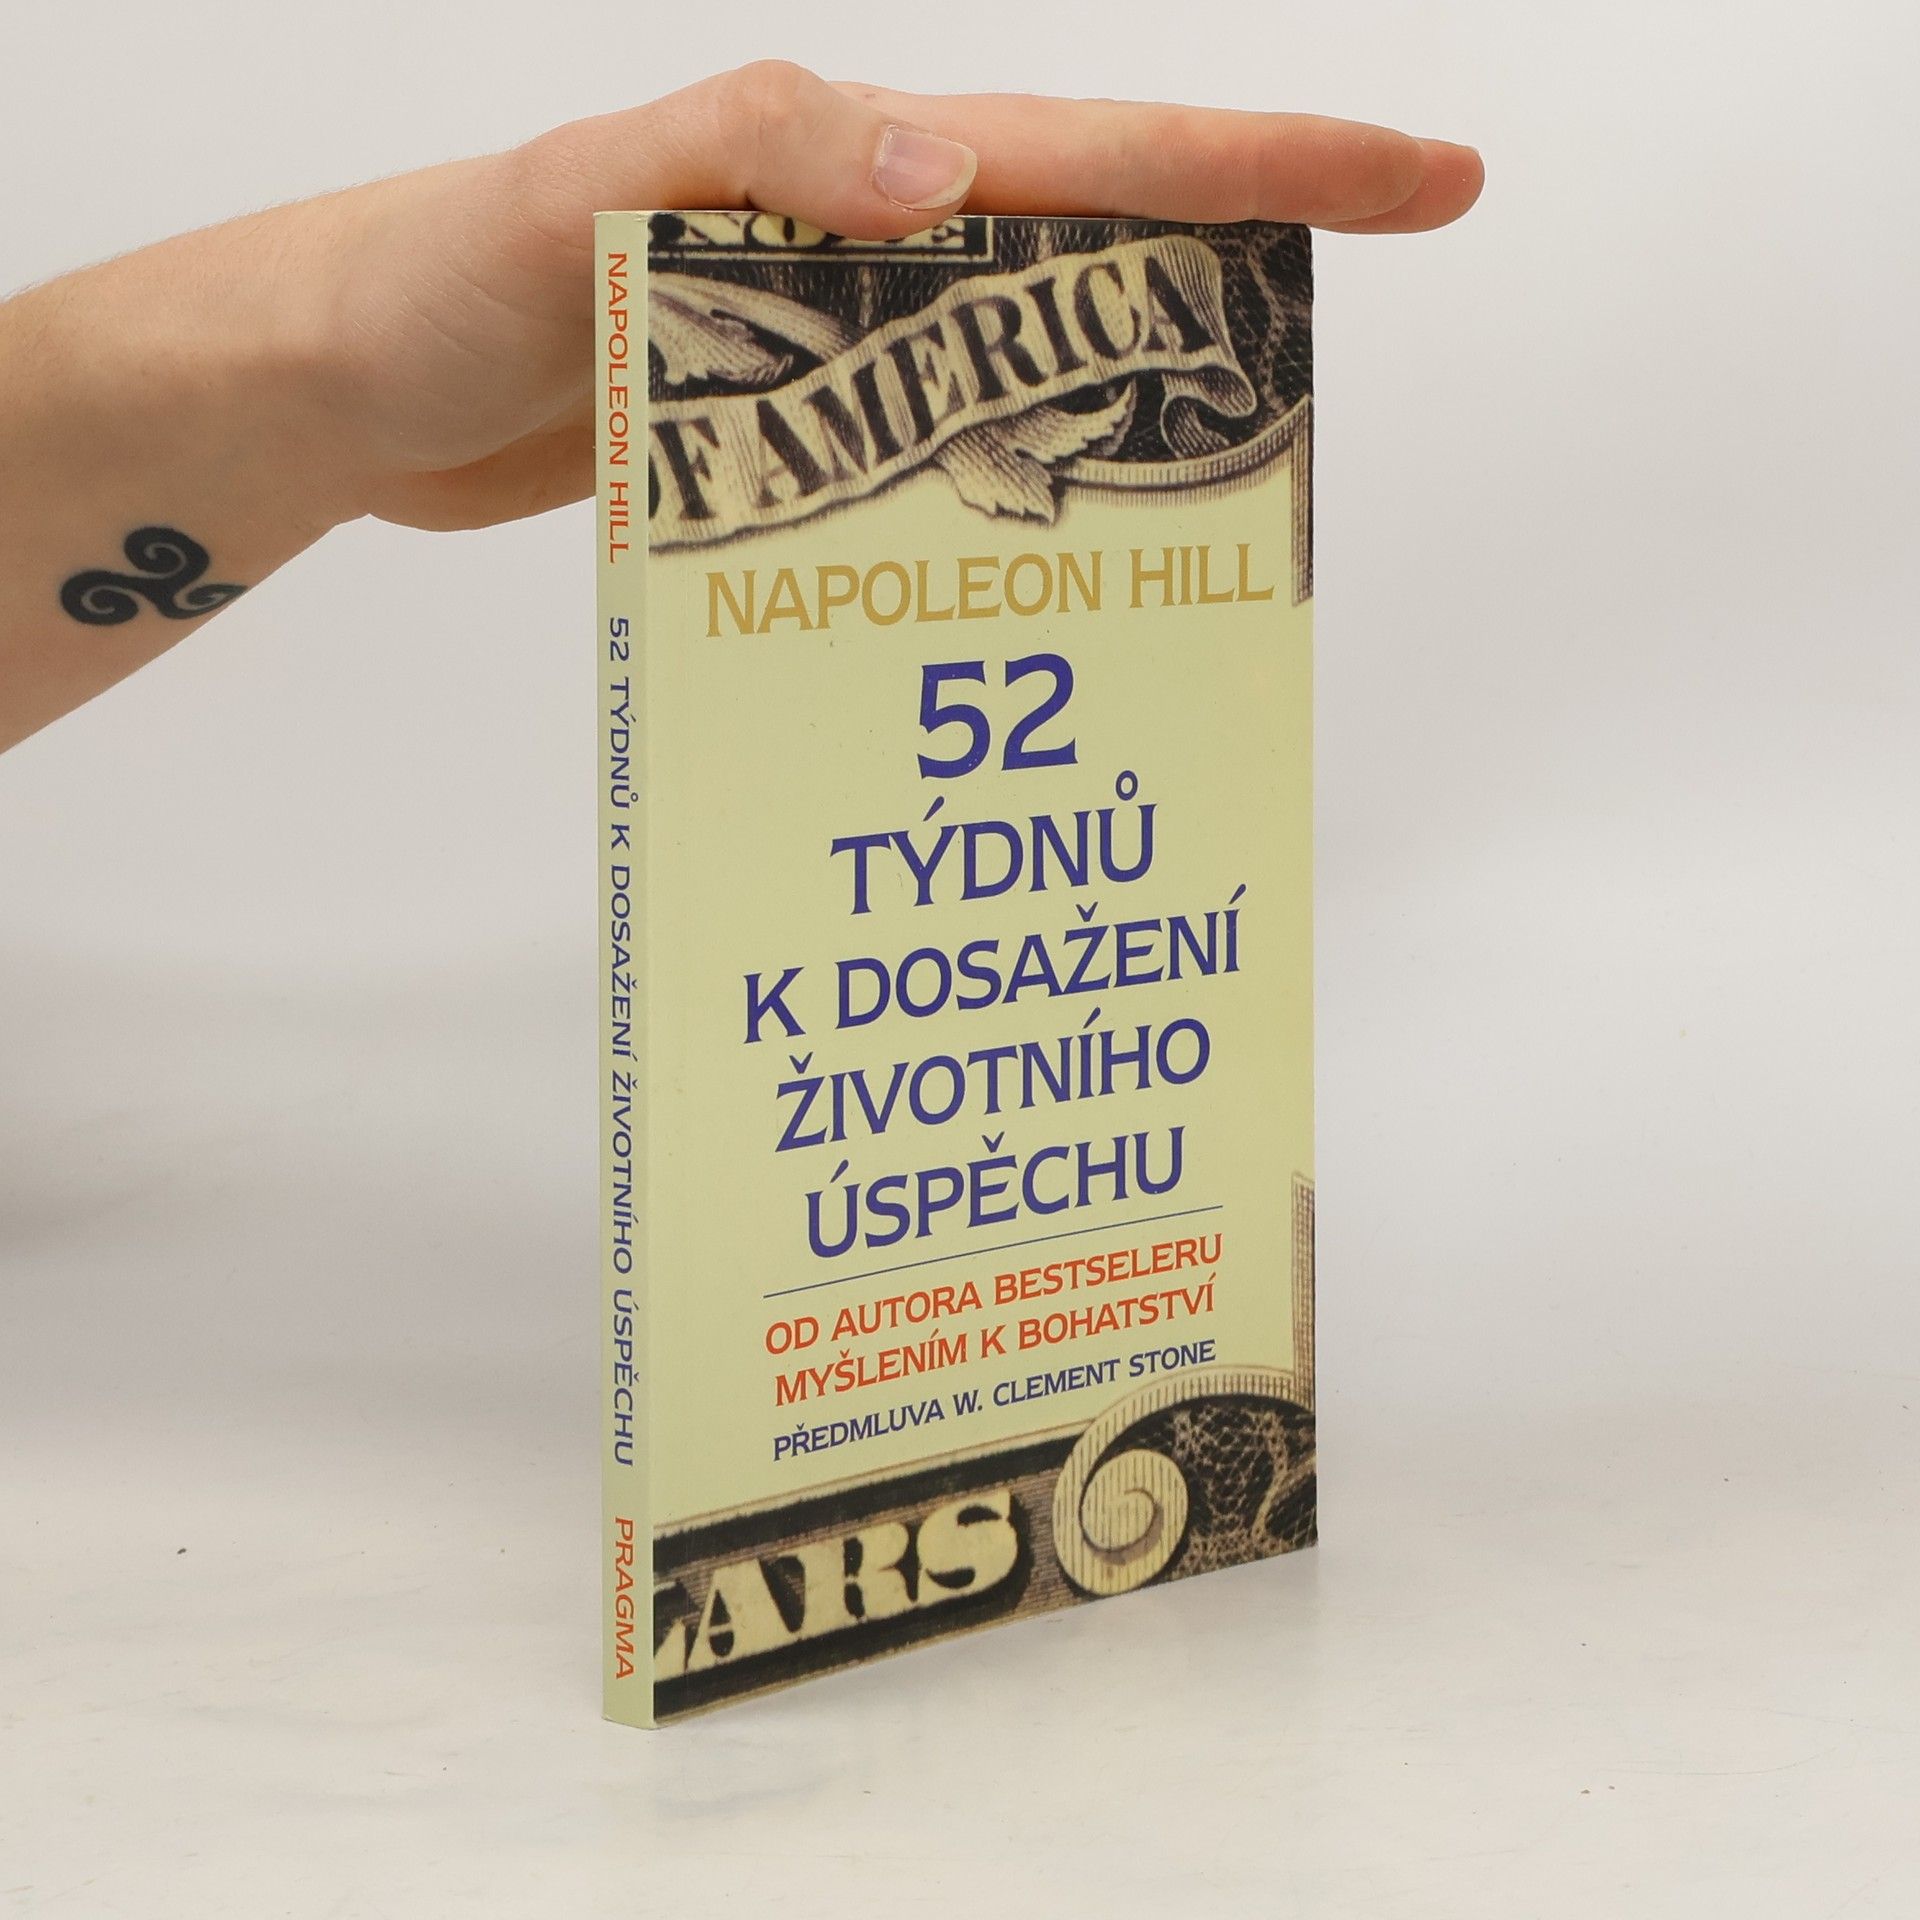 NAPOLEON HILL 52 TÝDNŮ K DOSAŽENÍ ŽIVOTNÍHO ÚSPĚCHU PRAGMA
OF AMERICA
NAPOLEON HILL
52
TÝDNŮ
K DOSAŽENÍ
ŽIVOTNÍHO
ÚSPĚCHU
OD AUTORA BESTSELERU
MYŠLENÍM K BOHATSTVÍ
PŘEDMLUVA W. CLEMENT STONE
LARS